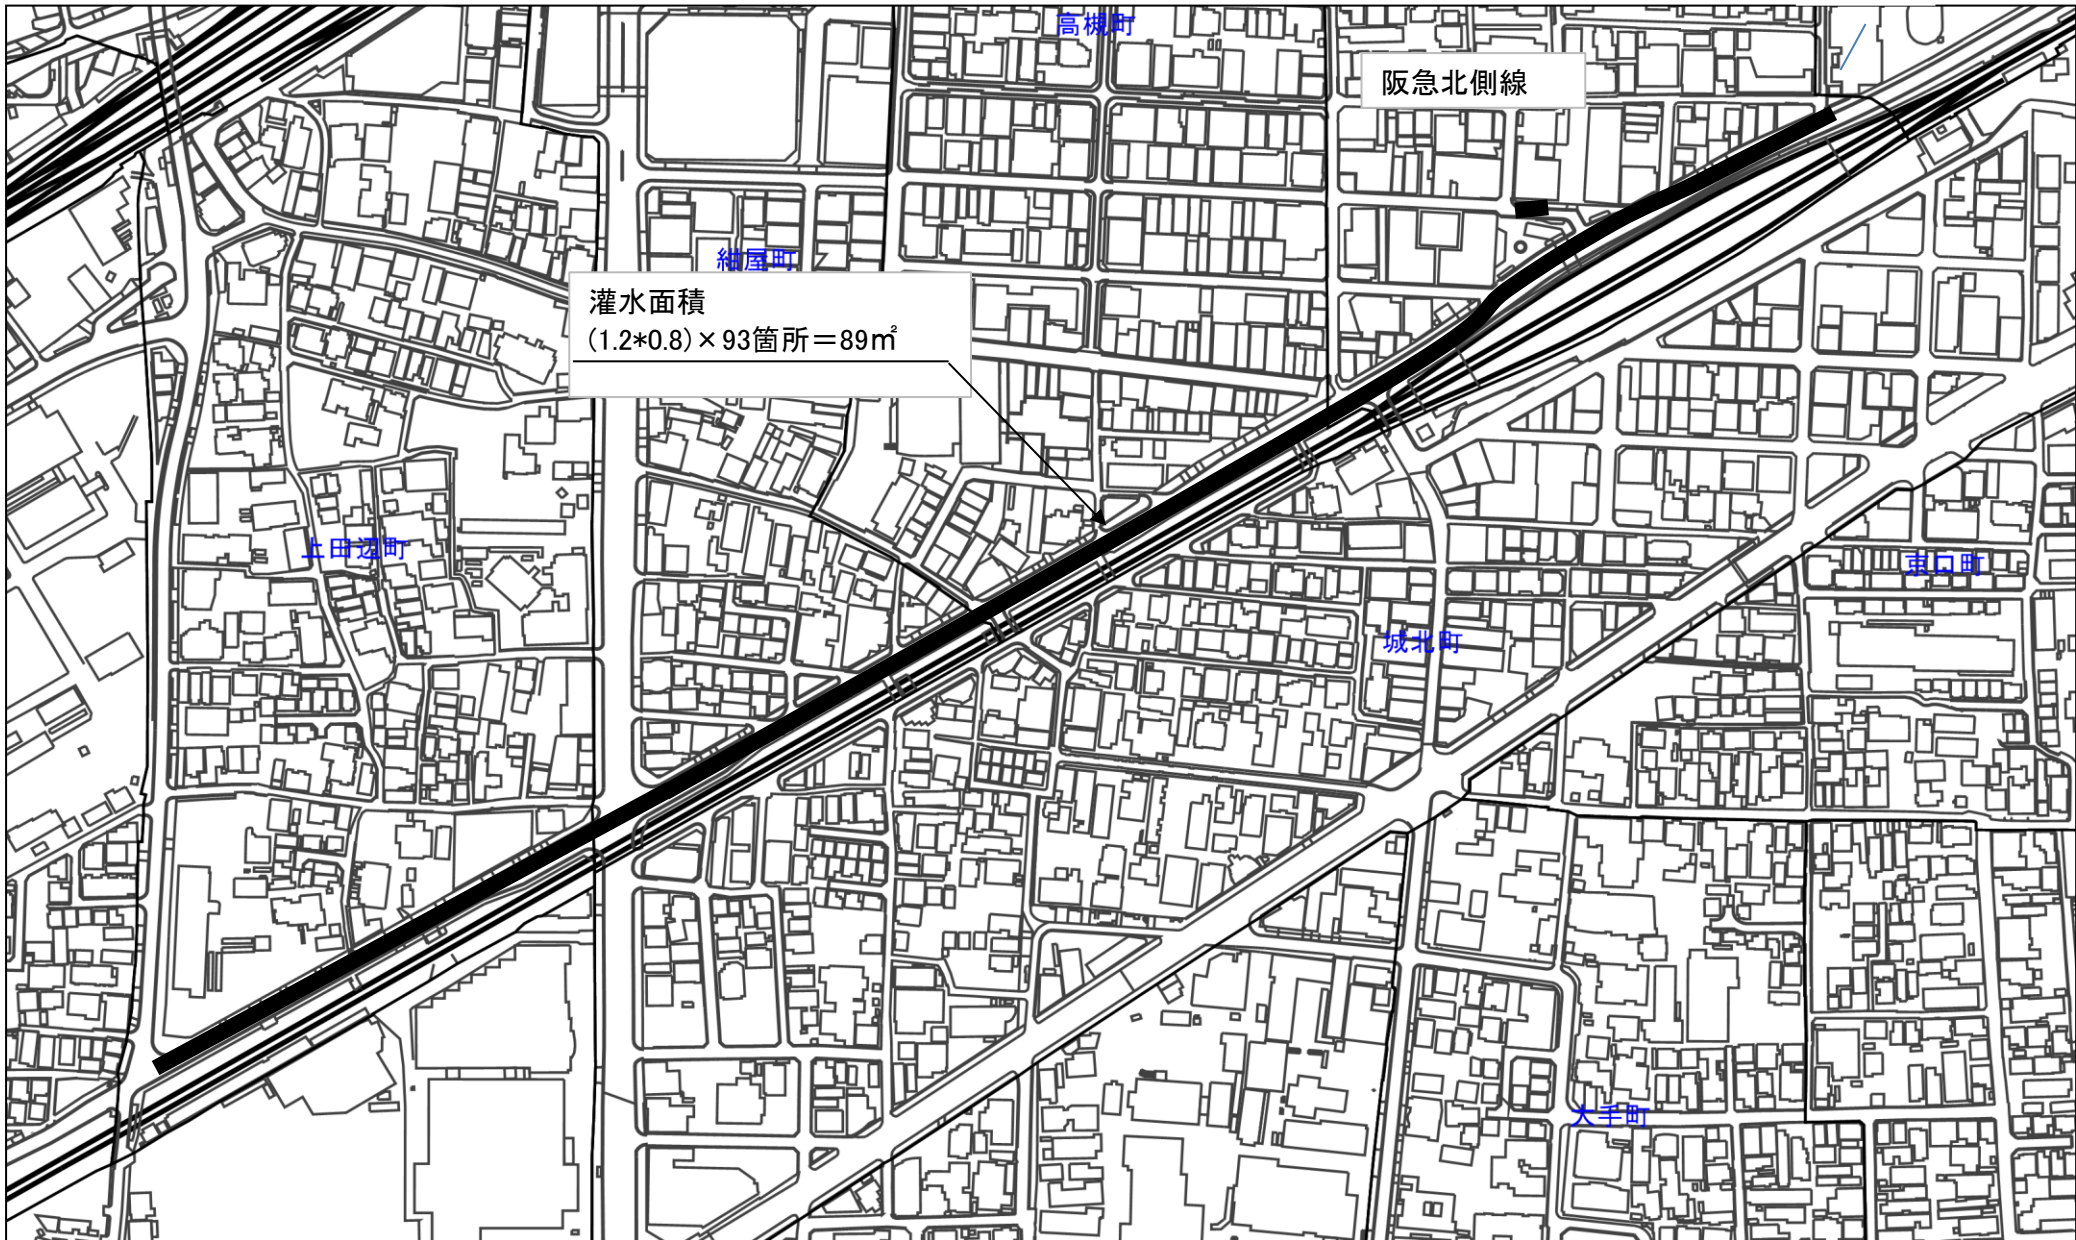 高槻町
阪急北側線
紺屋町
灌水面積
(1.2*0.8)×93箇所＝89㎡
上田辺町
京口町
城北町
大手町